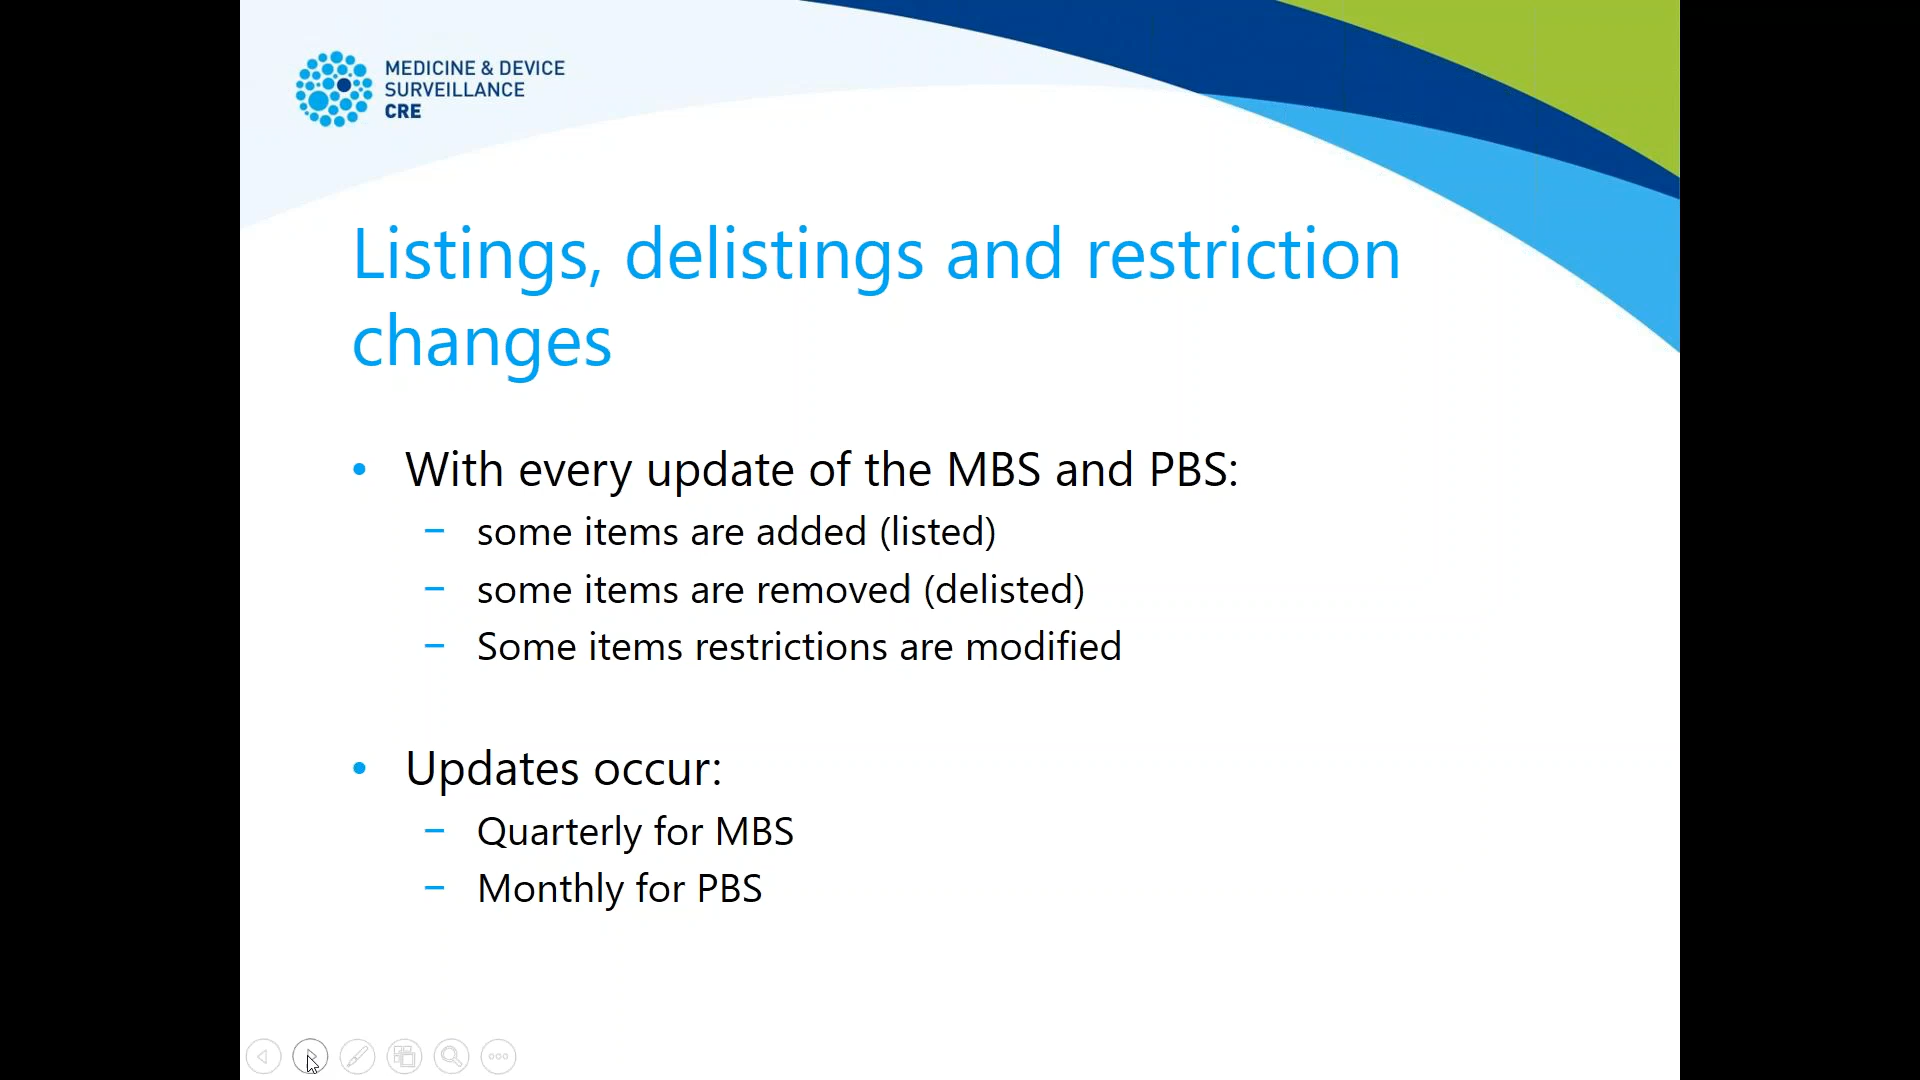 MEDICINE & DEVICE
SURVEILLANCE
CRE
Listings, delistings and restriction
changes
• With every update of the MBS and PBS:
– some items are added (listed)
– some items are removed (delisted)
– Some items restrictions are modified
• Updates occur:
– Quarterly for MBS
– Monthly for PBS